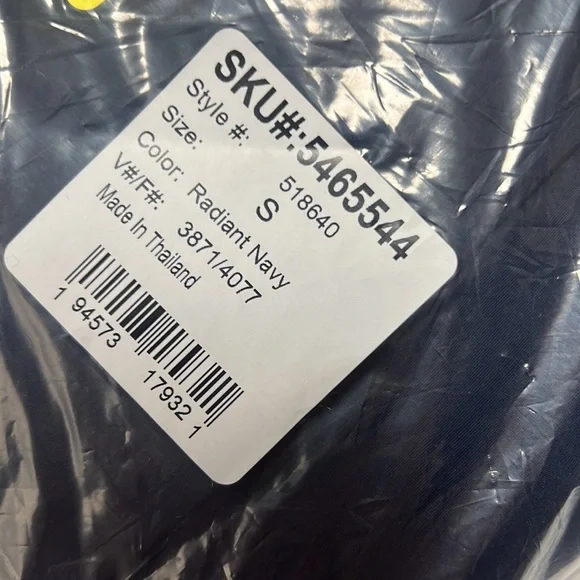 SKU#:5465544
Style #: 518640
Size: S
Color: Radiant Navy
V#/F#: 3871/4077
Made In Thailand
1 94573 17932 1